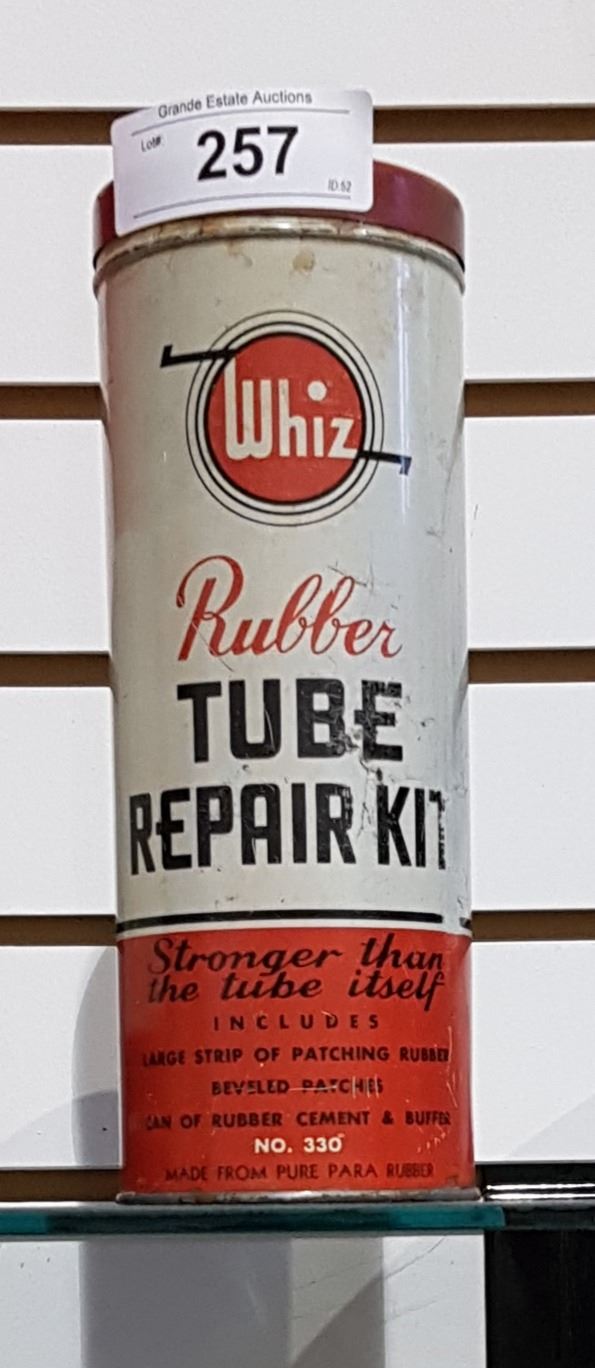 Grande Estate Auctions
Lot#:
257
ID:52
Whiz
Rubber
TUBE
REPAIR KIT
Stronger than
the tube itself
INCLUDES
LARGE STRIP OF PATCHING RUBBER
BEVELED PATCHES
CAN OF RUBBER CEMENT & BUFFER
NO. 330
MADE FROM PURE PARA RUBBER